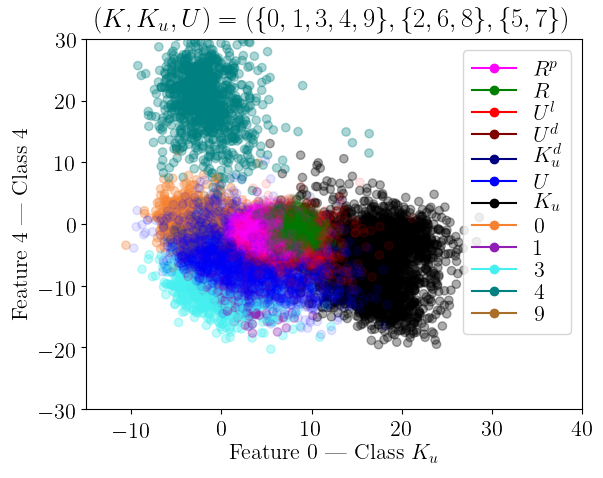 (K, K_u, U) = ({0, 1, 3, 4, 9}, {2, 6, 8}, {5, 7})
30
20
10
0
−10
−20
−30
Feature 4 — Class 4
R^p
R
U^l
U^d
K_u^d
U
K_u
0
1
3
4
9
−10
0
10
20
30
40
Feature 0 — Class K_u